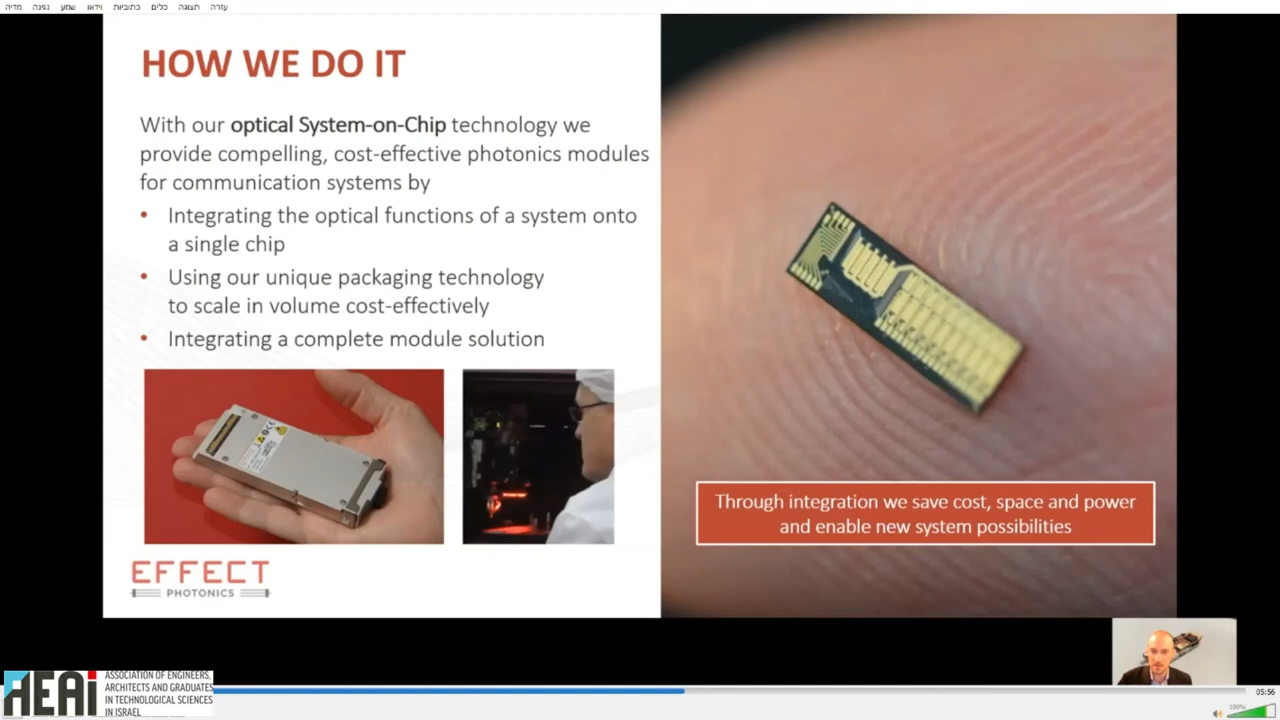 מדיה נגינה שמע וידאו כתוביות תצוגה כלים עזרה
HOW WE DO IT
With our optical System-on-Chip technology we
provide compelling, cost-effective photonics modules
for communication systems by
• Integrating the optical functions of a system onto
a single chip
• Using our unique packaging technology
to scale in volume cost-effectively
• Integrating a complete module solution
EFFECT
PHOTONICS
Through integration we save cost, space and power
and enable new system possibilities
AEAi
ASSOCIATION OF ENGINEERS,
ARCHITECTS AND GRADUATES
IN TECHNOLOGICAL SCIENCES
IN ISRAEL
05:56
100%